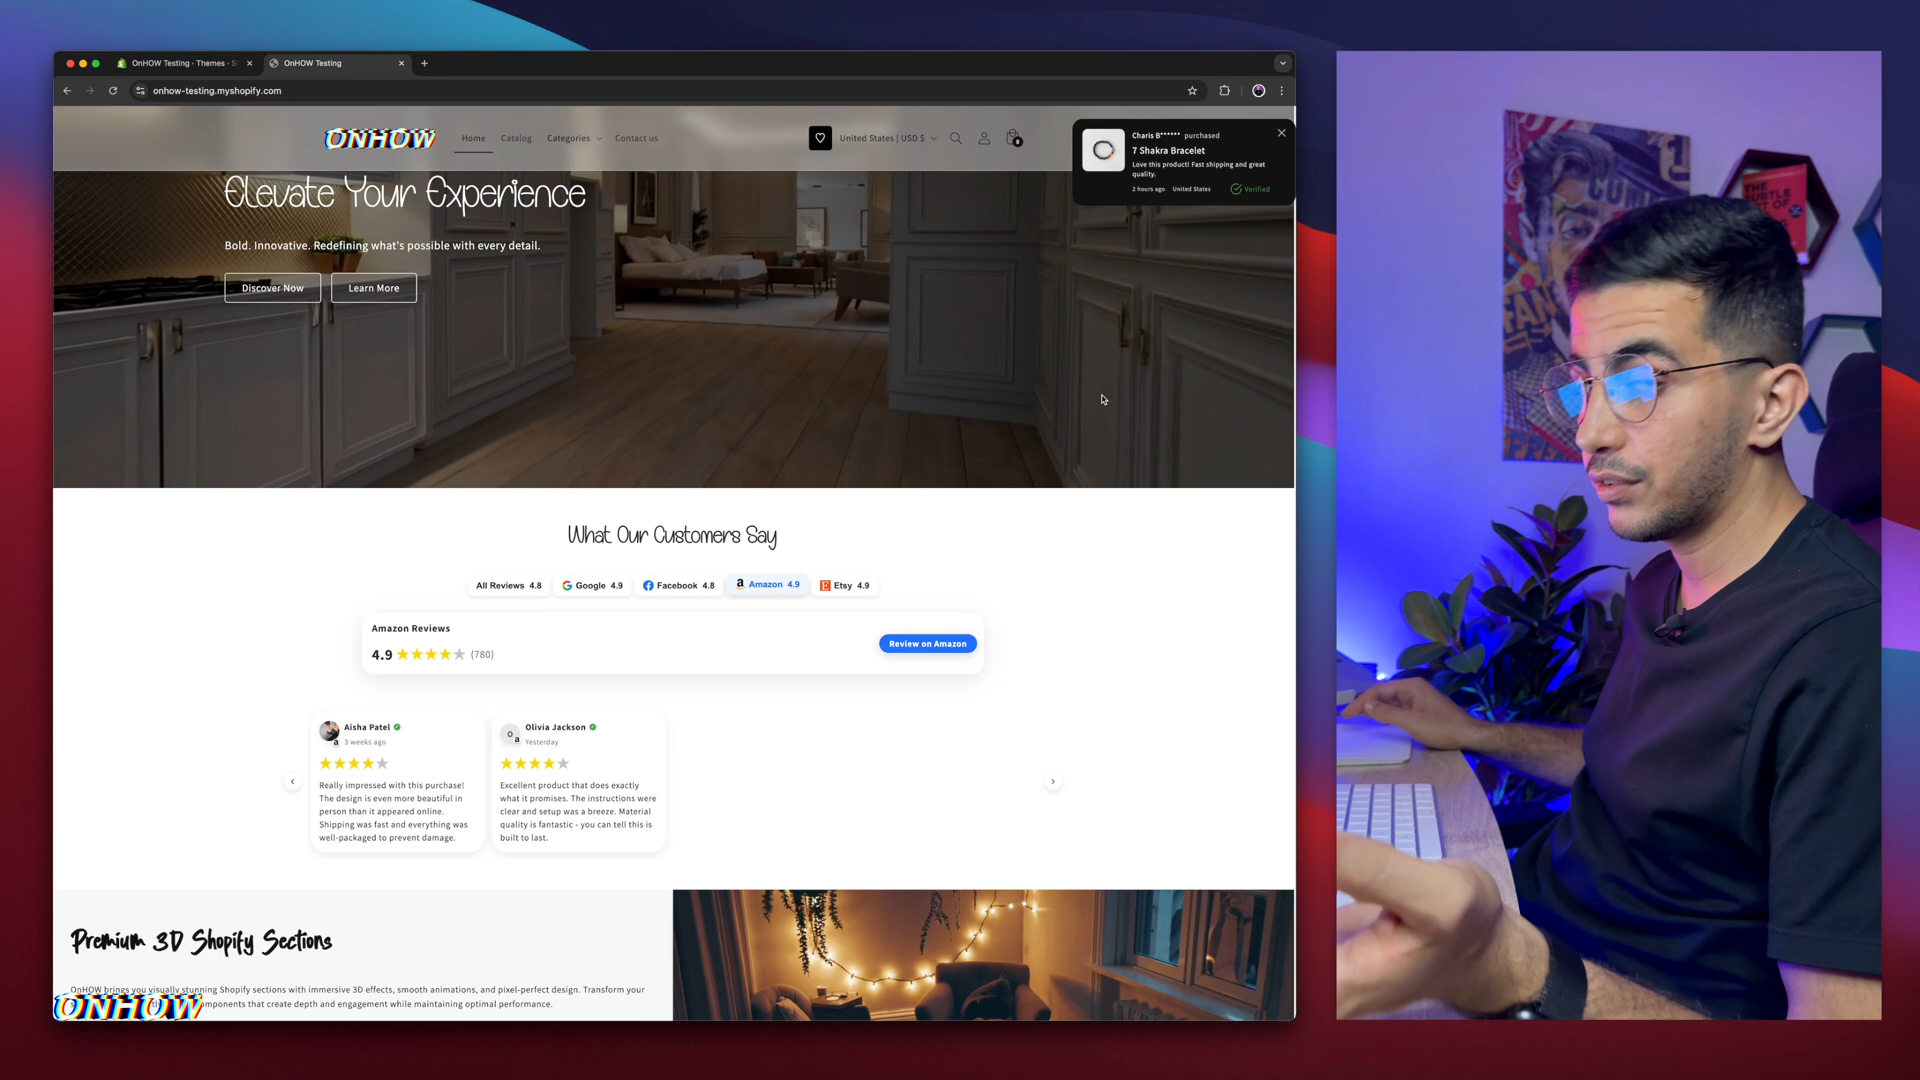 OnHOW Testing - Themes - S
OnHOW Testing
onhow-testing.myshopify.com
ONHOW
Home
Catalog
Categories
Contact us
United States | USD $
8
Charis B****** purchased
7 Shakra Bracelet
Love this product! Fast shipping and great
quality.
2 hours ago
United States
Verified
Elevate Your Experience
Bold. Innovative. Redefining what's possible with every detail.
Discover Now
Learn More
What Our Customers Say
All Reviews 4.8
Google 4.9
Facebook 4.8
Amazon 4.9
Etsy 4.9
Amazon Reviews
4.9 ★★★★★ (780)
Review on Amazon
Aisha Patel
3 weeks ago
Really impressed with this purchase!
The design is even more beautiful in
person than it appeared online.
Shipping was fast and everything was
well-packaged to prevent damage.
O
Olivia Jackson
Yesterday
Excellent product that does exactly
what it promises. The instructions were
clear and setup was a breeze. Material
quality is fantastic - you can tell this is
built to last.
Premium 3D Shopify Sections
OnHOW brings you visually stunning Shopify sections with immersive 3D effects, smooth animations, and pixel-perfect design. Transform your
components that create depth and engagement while maintaining optimal performance.
ONHOW
THE
SUBTLE